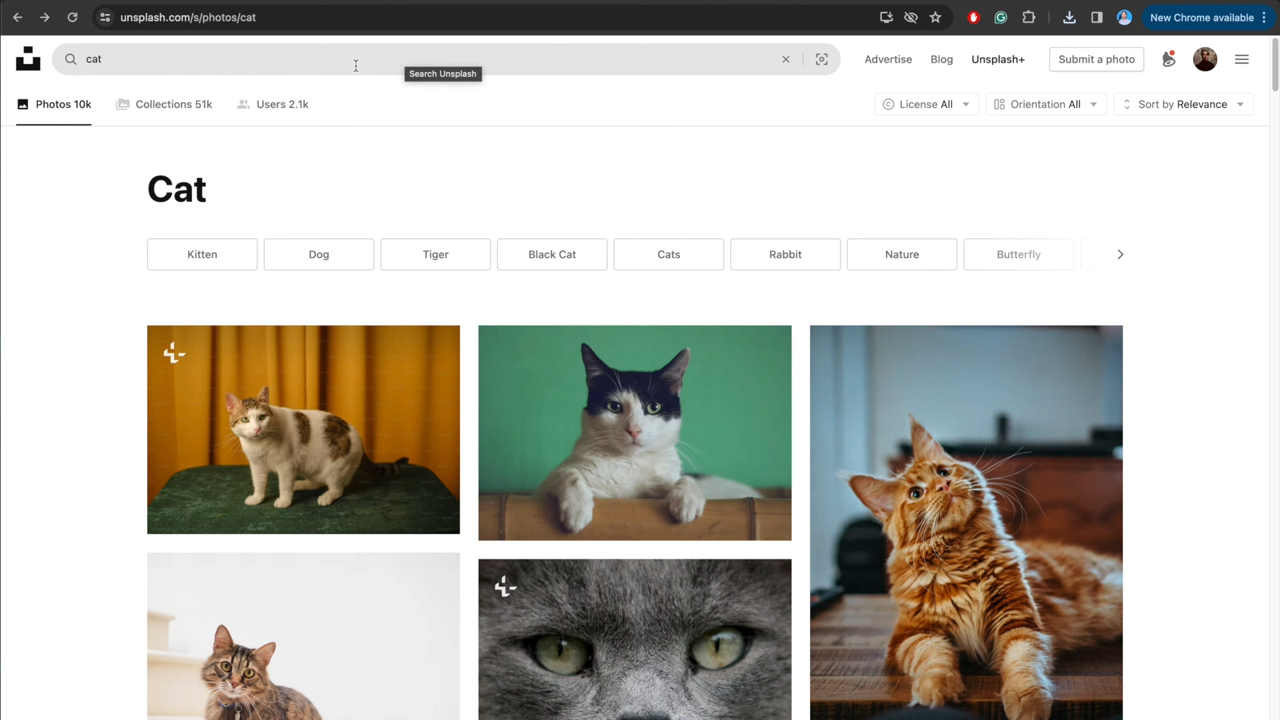 unsplash.com/s/photos/cat
New Chrome available
cat
Search Unsplash
Advertise
Blog
Unsplash+
Submit a photo
Photos 10k
Collections 51k
Users 2.1k
License All
Orientation All
Sort by Relevance
Cat
Kitten
Dog
Tiger
Black Cat
Cats
Rabbit
Nature
Butterfly